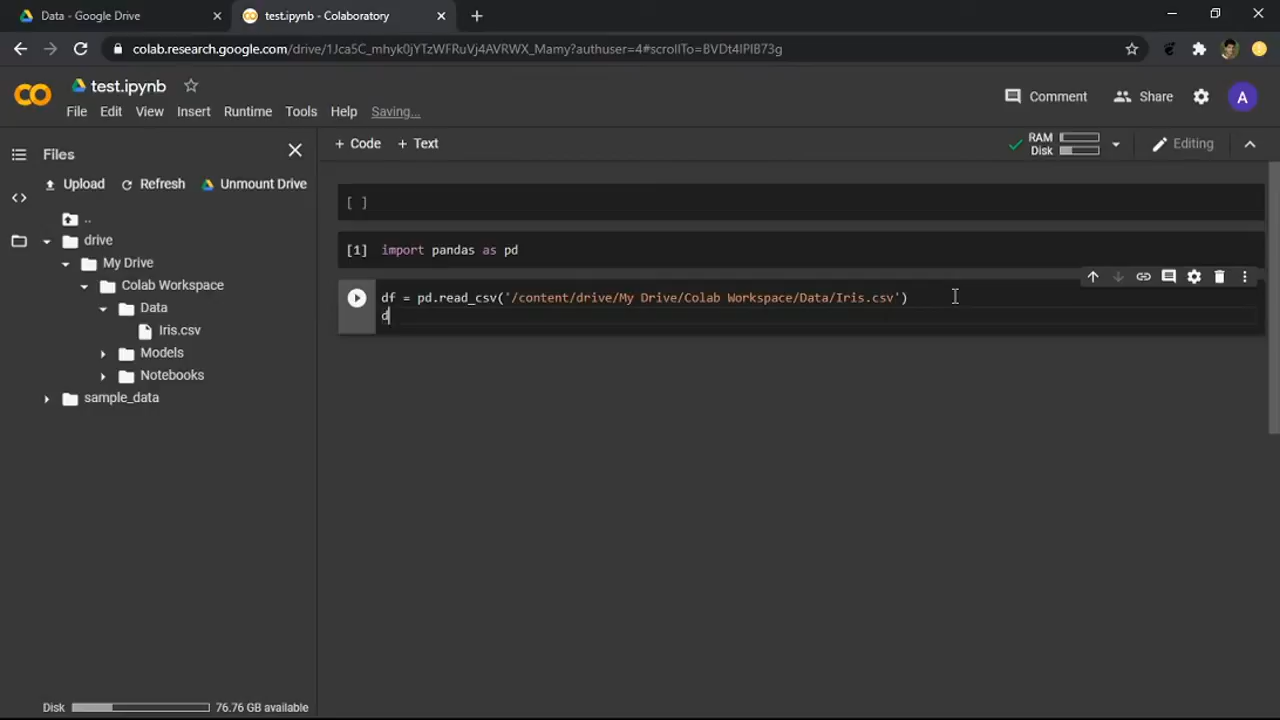 Data - Google Drive
test.ipynb - Colaboratory
colab.research.google.com/drive/1Jca5C_mhyk0jYTzWFRuVj4AVRWX_Mamy?authuser=4#scrollTo=BVDt4IPIB73g
CO
test.ipynb
File Edit View Insert Runtime Tools Help Saving...
Comment Share A
Files
+ Code + Text
RAM
Disk
Editing
Upload Refresh Unmount Drive
..
drive
My Drive
Colab Workspace
Data
Iris.csv
Models
Notebooks
sample_data
[ ]
[1] import pandas as pd
df = pd.read_csv('/content/drive/My Drive/Colab Workspace/Data/Iris.csv')
d
Disk 76.76 GB available